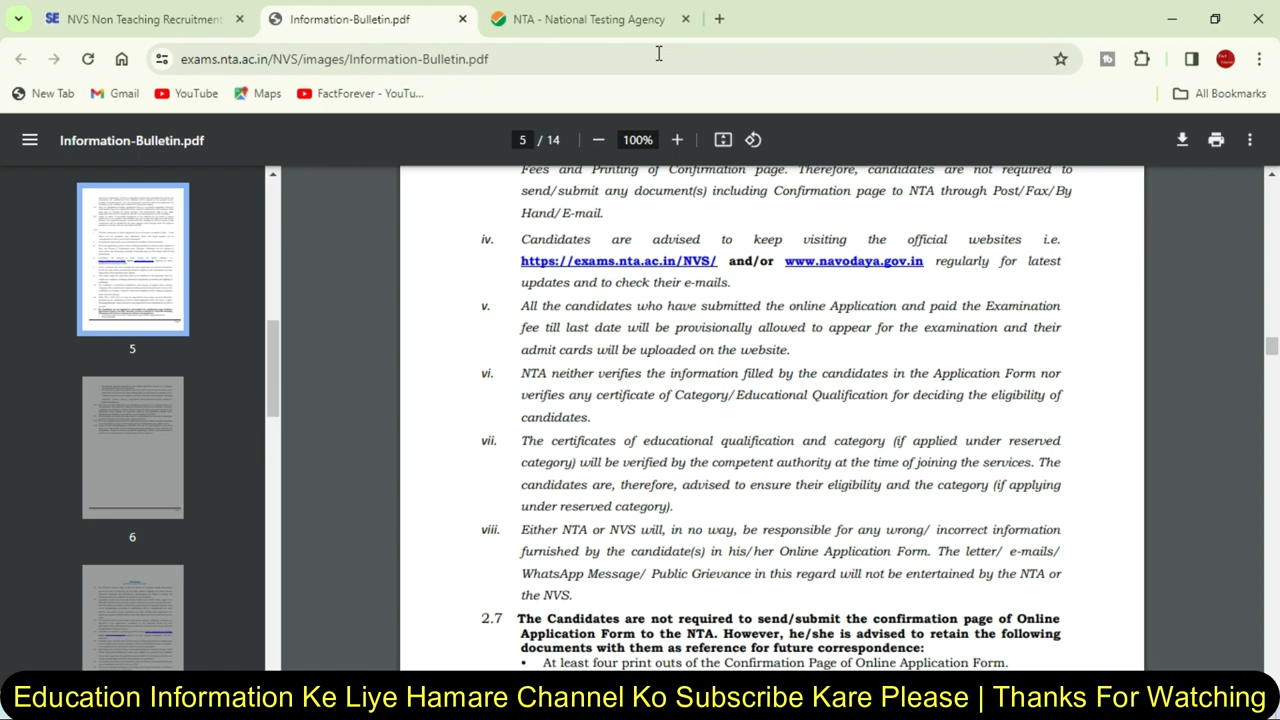 NVS Non Teaching Recruitment
Information-Bulletin.pdf
NTA - National Testing Agency
exams.nta.ac.in/NVS/images/Information-Bulletin.pdf
New Tab
Gmail
YouTube
Maps
FactForever - YouTu...
All Bookmarks
Information-Bulletin.pdf
5 / 14
100%
5
6
Fees and Printing of Confirmation page. Therefore, candidates are not required to
send/submit any document(s) including Confirmation page to NTA through Post/Fax/By
Hand/E-mail.
iv. Candidates are advised to keep visiting the official websites i.e.
https://exams.nta.ac.in/NVS/ and/or www.navodaya.gov.in regularly for latest
updates and to check their e-mails.
v. All the candidates who have submitted the online Application and paid the Examination
fee till last date will be provisionally allowed to appear for the examination and their
admit cards will be uploaded on the website.
vi. NTA neither verifies the information filled by the candidates in the Application Form nor
verifies any certificate of Category/Educational Qualification for deciding the eligibility of
candidates.
vii. The certificates of educational qualification and category (if applied under reserved
category) will be verified by the competent authority at the time of joining the services. The
candidates are, therefore, advised to ensure their eligibility and the category (if applying
under reserved category).
viii. Either NTA or NVS will, in no way, be responsible for any wrong/ incorrect information
furnished by the candidate(s) in his/her Online Application Form. The letter/ e-mails/
WhatsApp Message/ Public Grievance in this regard will not be entertained by the NTA or
the NVS.
2.7 The Candidates are not required to send/submit the confirmation page of Online
Application Form to the NTA. However, he/she is advised to retain the following
documents with them as reference for future correspondence:
At least four print outs of the Confirmation Page of Online Application Form.
Education Information Ke Liye Hamare Channel Ko Subscribe Kare Please | Thanks For Watching